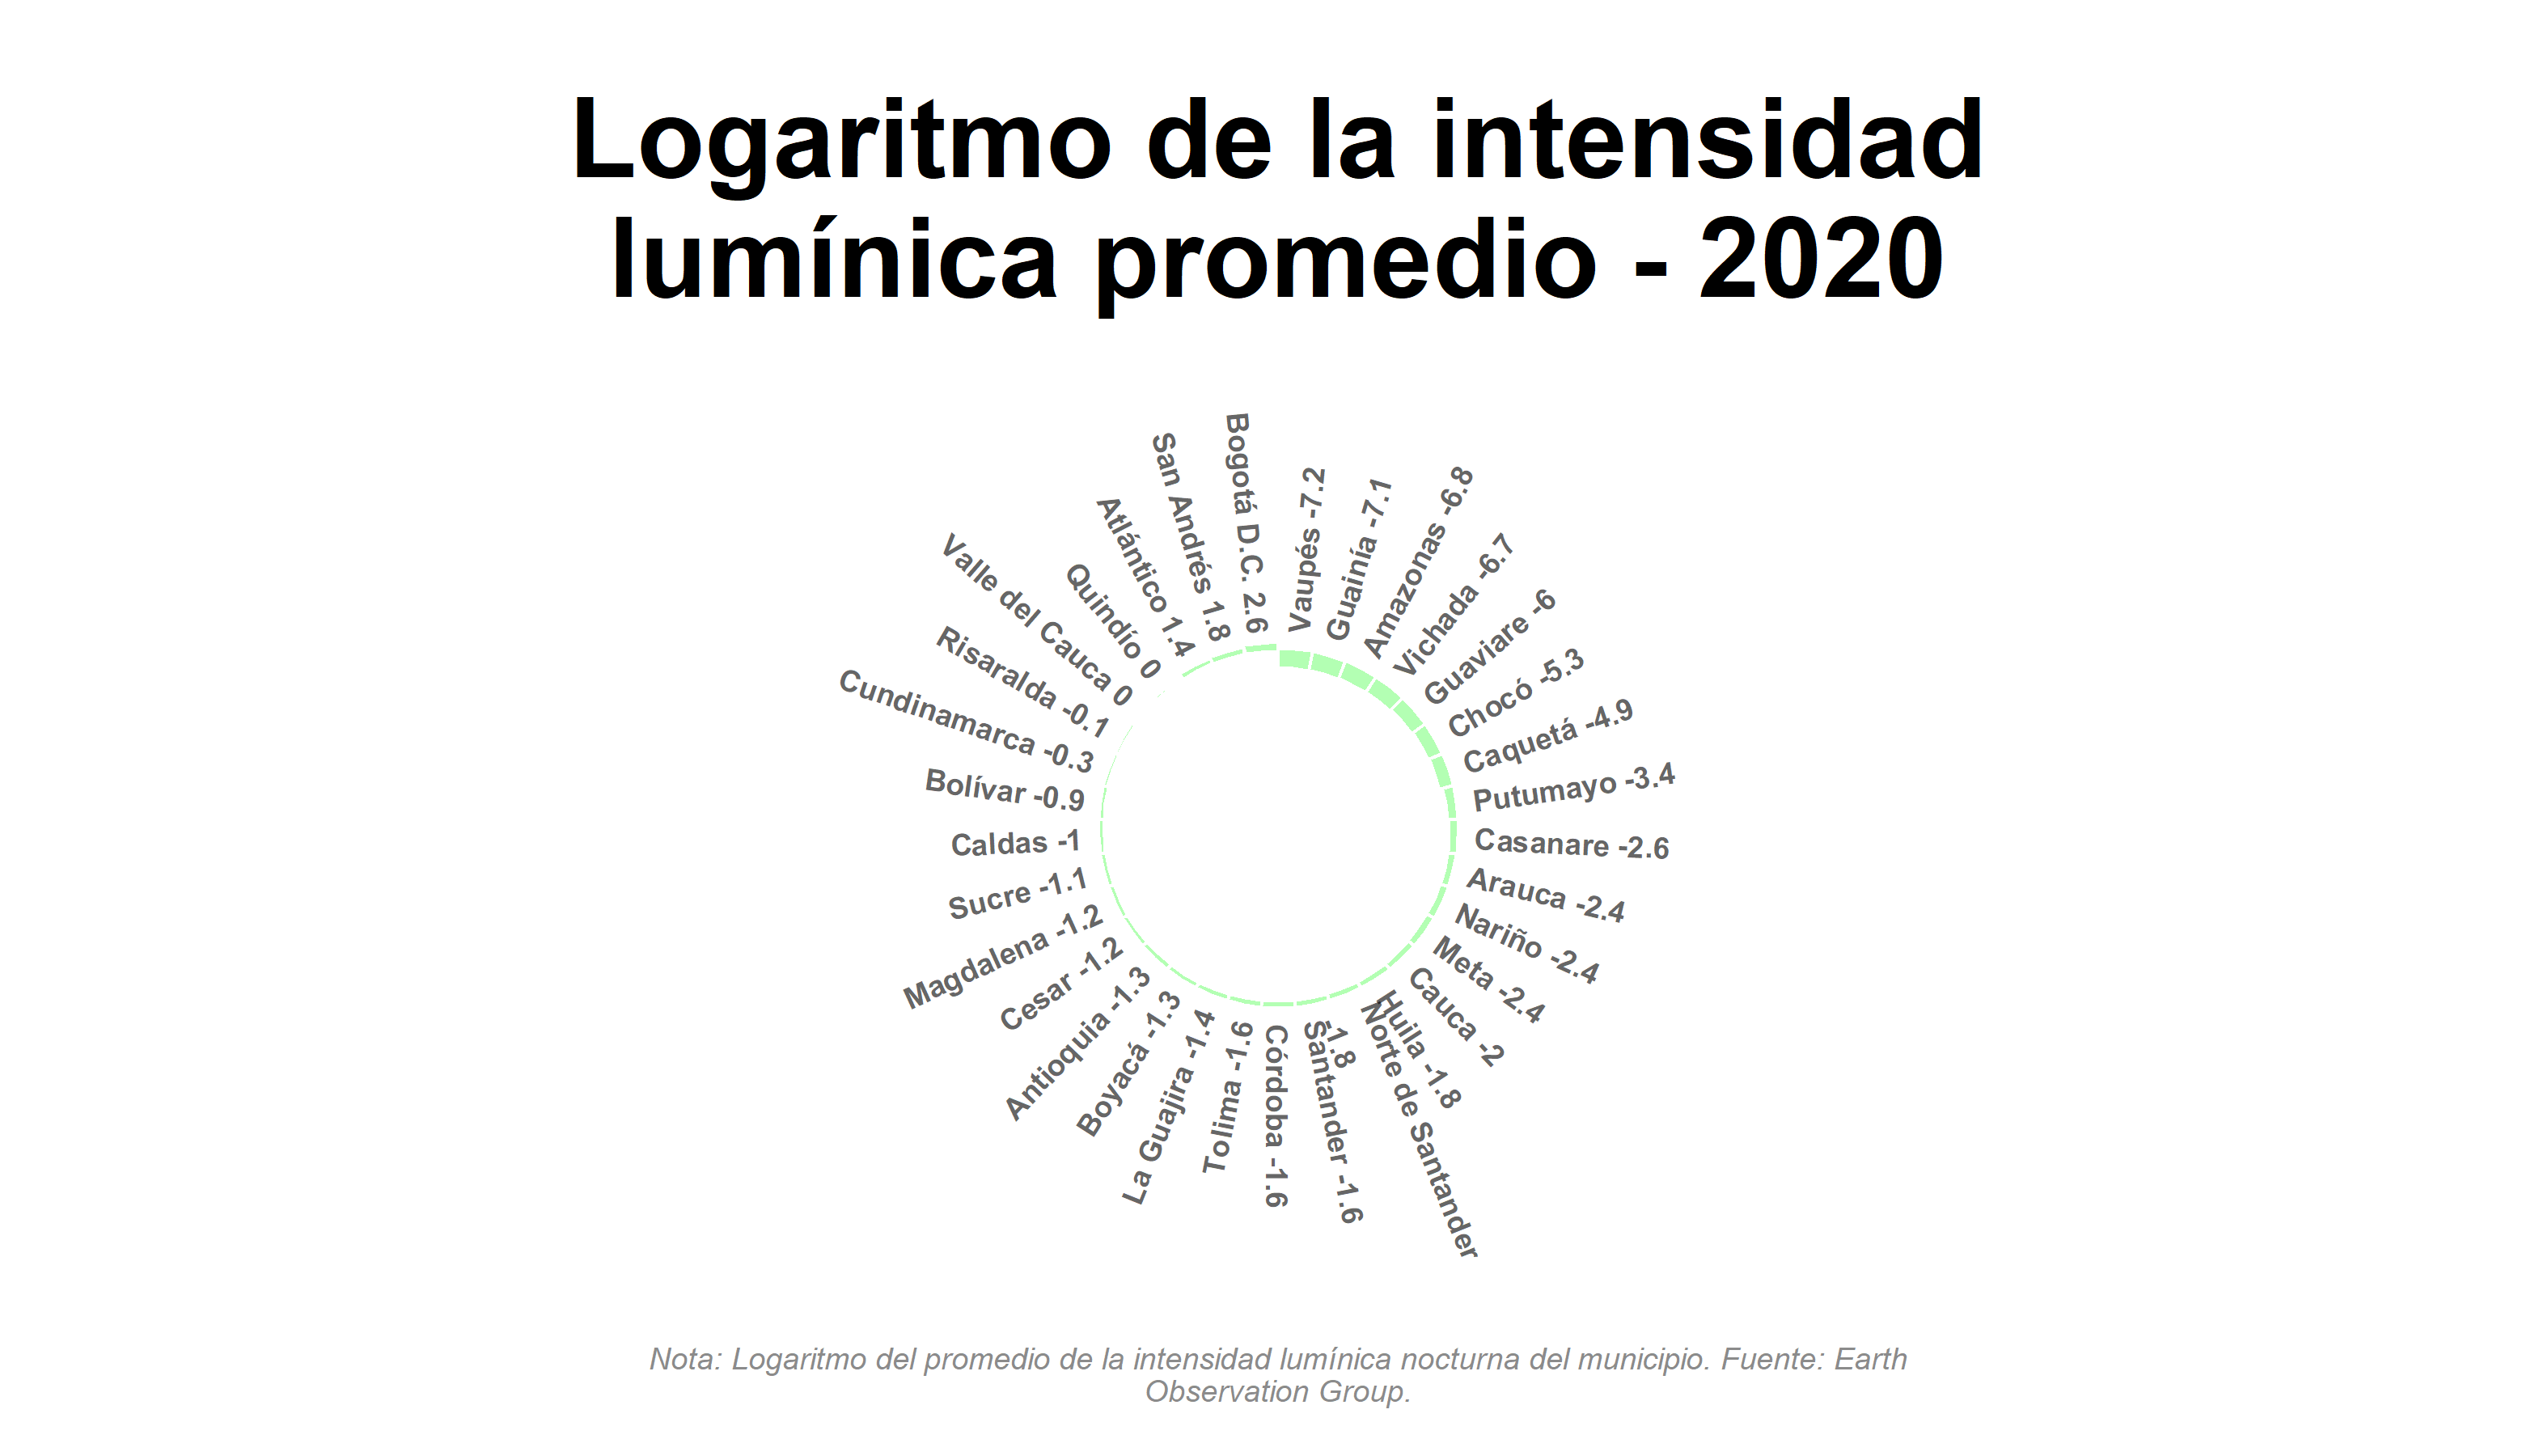 Logaritmo de la intensidad
lumínica promedio - 2020
Vaupés -7.2
Guainía -7.1
Amazonas -6.8
Vichada -6.7
Guaviare -6
Chocó -5.3
Caquetá -4.9
Putumayo -3.4
Casanare -2.6
Arauca -2.4
Nariño -2.4
Meta -2.4
Cauca -2
Huila -1.8
Norte de Santander
-1.8
Santander -1.6
Córdoba -1.6
Tolima -1.6
La Guajira -1.4
Boyacá -1.3
Antioquia -1.3
Cesar -1.2
Magdalena -1.2
Sucre -1.1
Caldas -1
Bolívar -0.9
Cundinamarca -0.3
Risaralda -0.1
Valle del Cauca 0
Quindío 0
Atlántico 1.4
San Andrés 1.8
Bogotá D.C. 2.6
Nota: Logaritmo del promedio de la intensidad lumínica nocturna del municipio. Fuente: Earth
Observation Group.